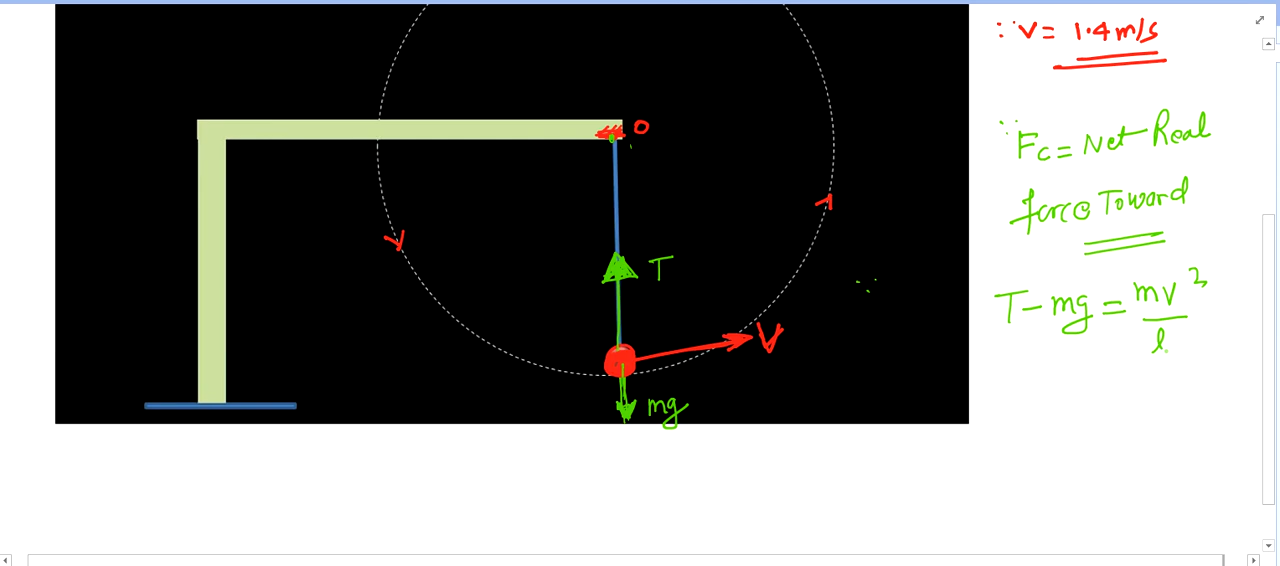 ∵ V = 1.4 m/s
O
∵ Fc = Net Real
force Toward
T
T - mg = mv²
l
V
mg
∵